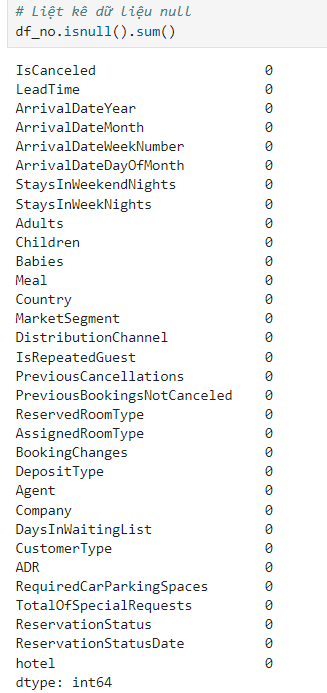 # Liệt kê dữ liệu null
df_no.isnull().sum()
IsCanceled 0
LeadTime 0
ArrivalDateYear 0
ArrivalDateMonth 0
ArrivalDateWeekNumber 0
ArrivalDateDayOfMonth 0
StaysInWeekendNights 0
StaysInWeekNights 0
Adults 0
Children 0
Babies 0
Meal 0
Country 0
MarketSegment 0
DistributionChannel 0
IsRepeatedGuest 0
PreviousCancellations 0
PreviousBookingsNotCanceled 0
ReservedRoomType 0
AssignedRoomType 0
BookingChanges 0
DepositType 0
Agent 0
Company 0
DaysInWaitingList 0
CustomerType 0
ADR 0
RequiredCarParkingSpaces 0
TotalOfSpecialRequests 0
ReservationStatus 0
ReservationStatusDate 0
hotel 0
dtype: int64